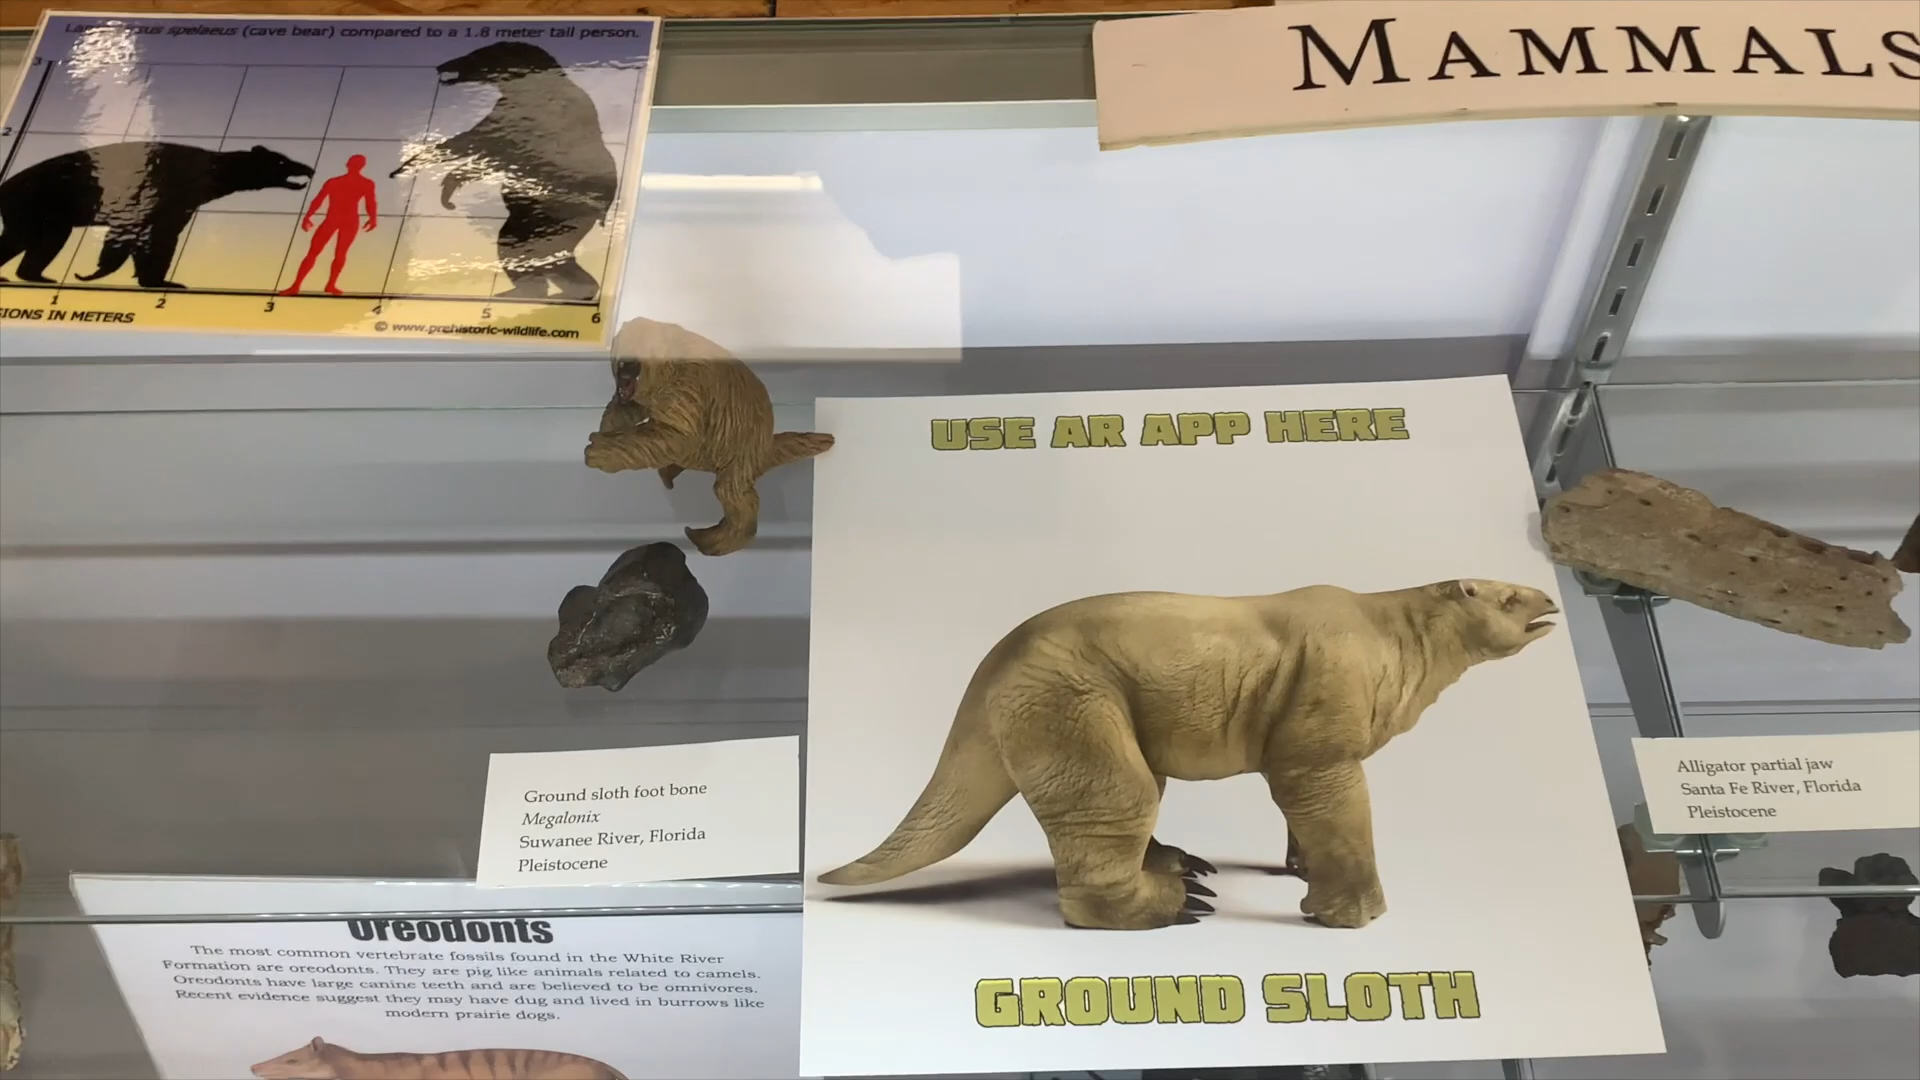 spelaeus (cave bear) compared to a 1.8 meter tall person.
3
2
1 2 3 4 5 6
IONS IN METERS
© www.prehistoric-wildlife.com
MAMMALS
USE AR APP HERE
GROUND SLOTH
Ground sloth foot bone
Megalonix
Suwanee River, Florida
Pleistocene
Alligator partial jaw
Santa Fe River, Florida
Pleistocene
Oreodonts
The most common vertebrate fossils found in the White River
Formation are oreodonts. They are pig like animals related to camels.
Oreodonts have large canine teeth and are believed to be omnivores.
Recent evidence suggest they may have dug and lived in burrows like
modern prairie dogs.